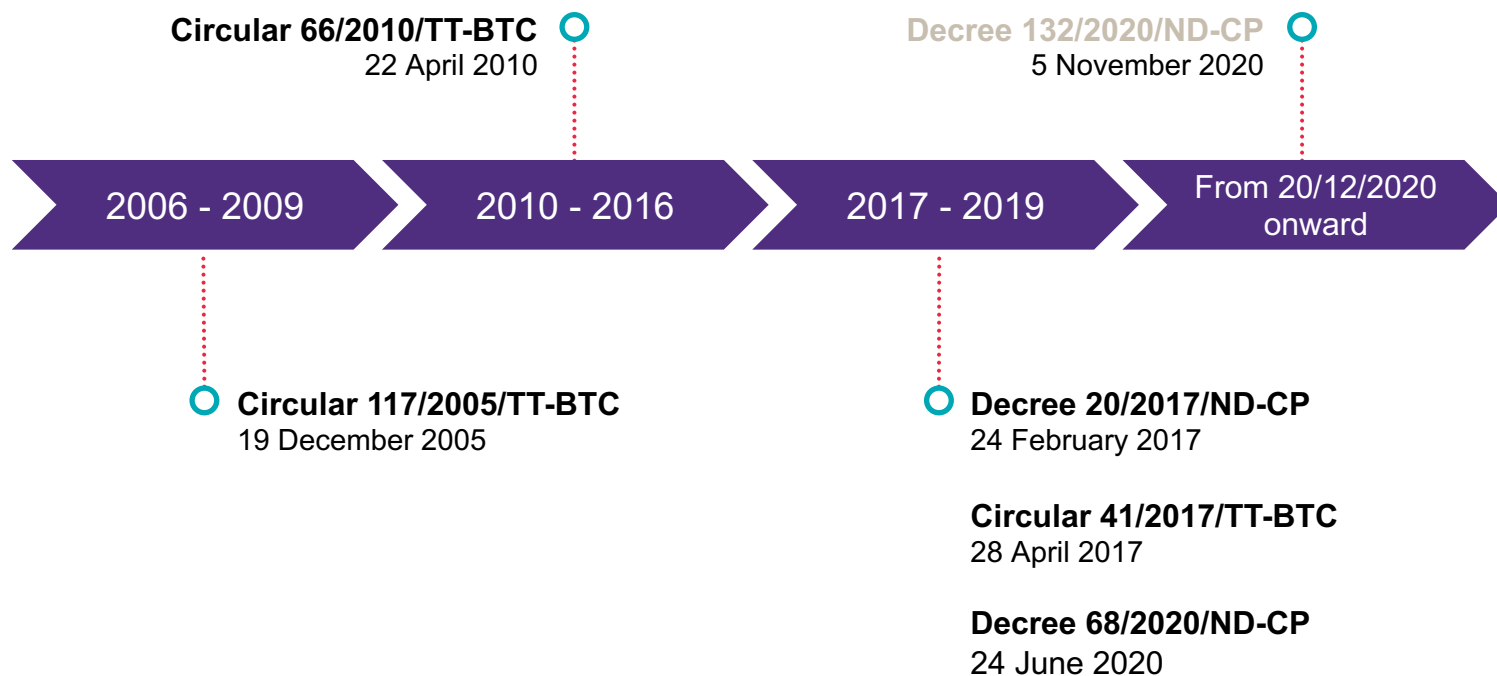 Circular 66/2010/TT-BTC
22 April 2010
Decree 132/2020/ND-CP
5 November 2020
2006 - 2009
2010 - 2016
2017 - 2019
From 20/12/2020
onward
Circular 117/2005/TT-BTC
19 December 2005
Decree 20/2017/ND-CP
24 February 2017
Circular 41/2017/TT-BTC
28 April 2017
Decree 68/2020/ND-CP
24 June 2020